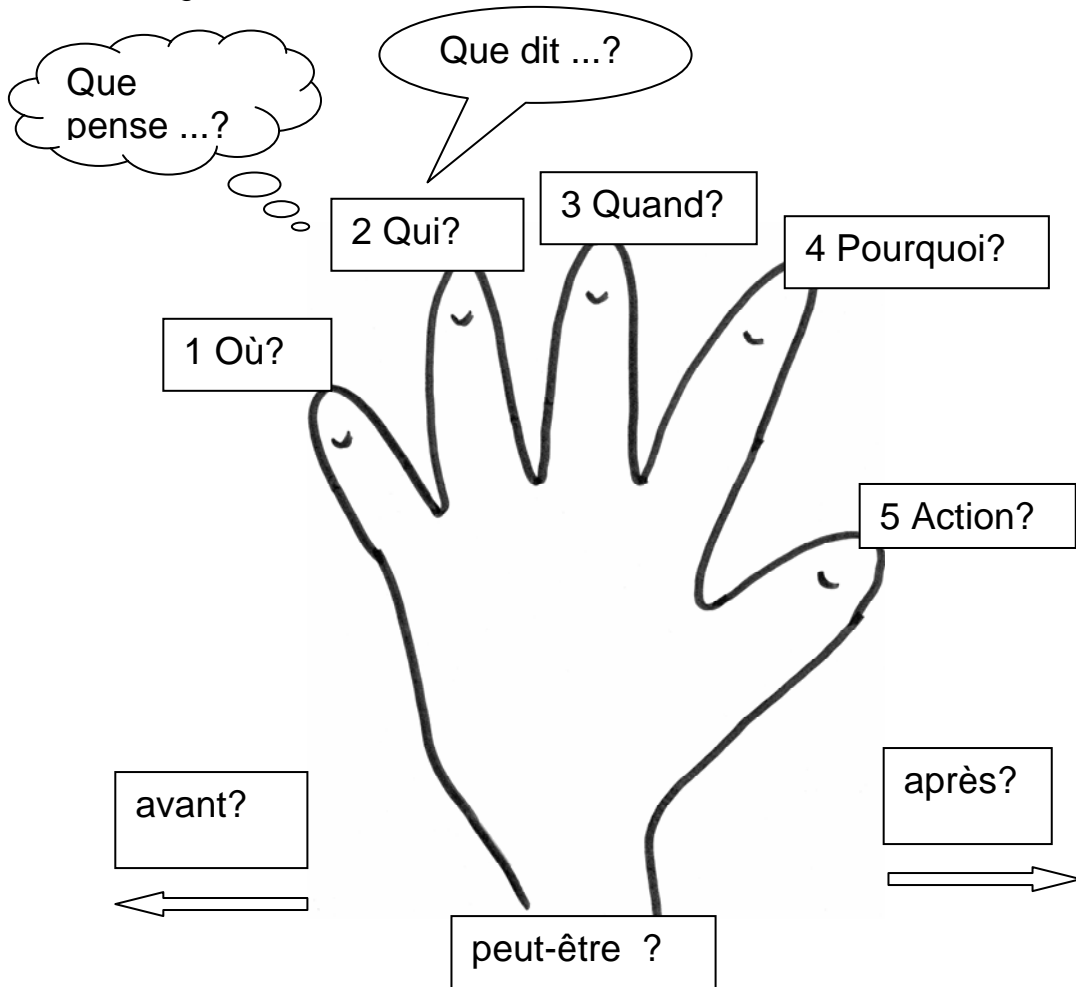 Que dit ...?
Que
pense ...?
3 Quand?
2 Qui?
4 Pourquoi?
1 Où?
5 Action?
avant?
après?
peut-être ?